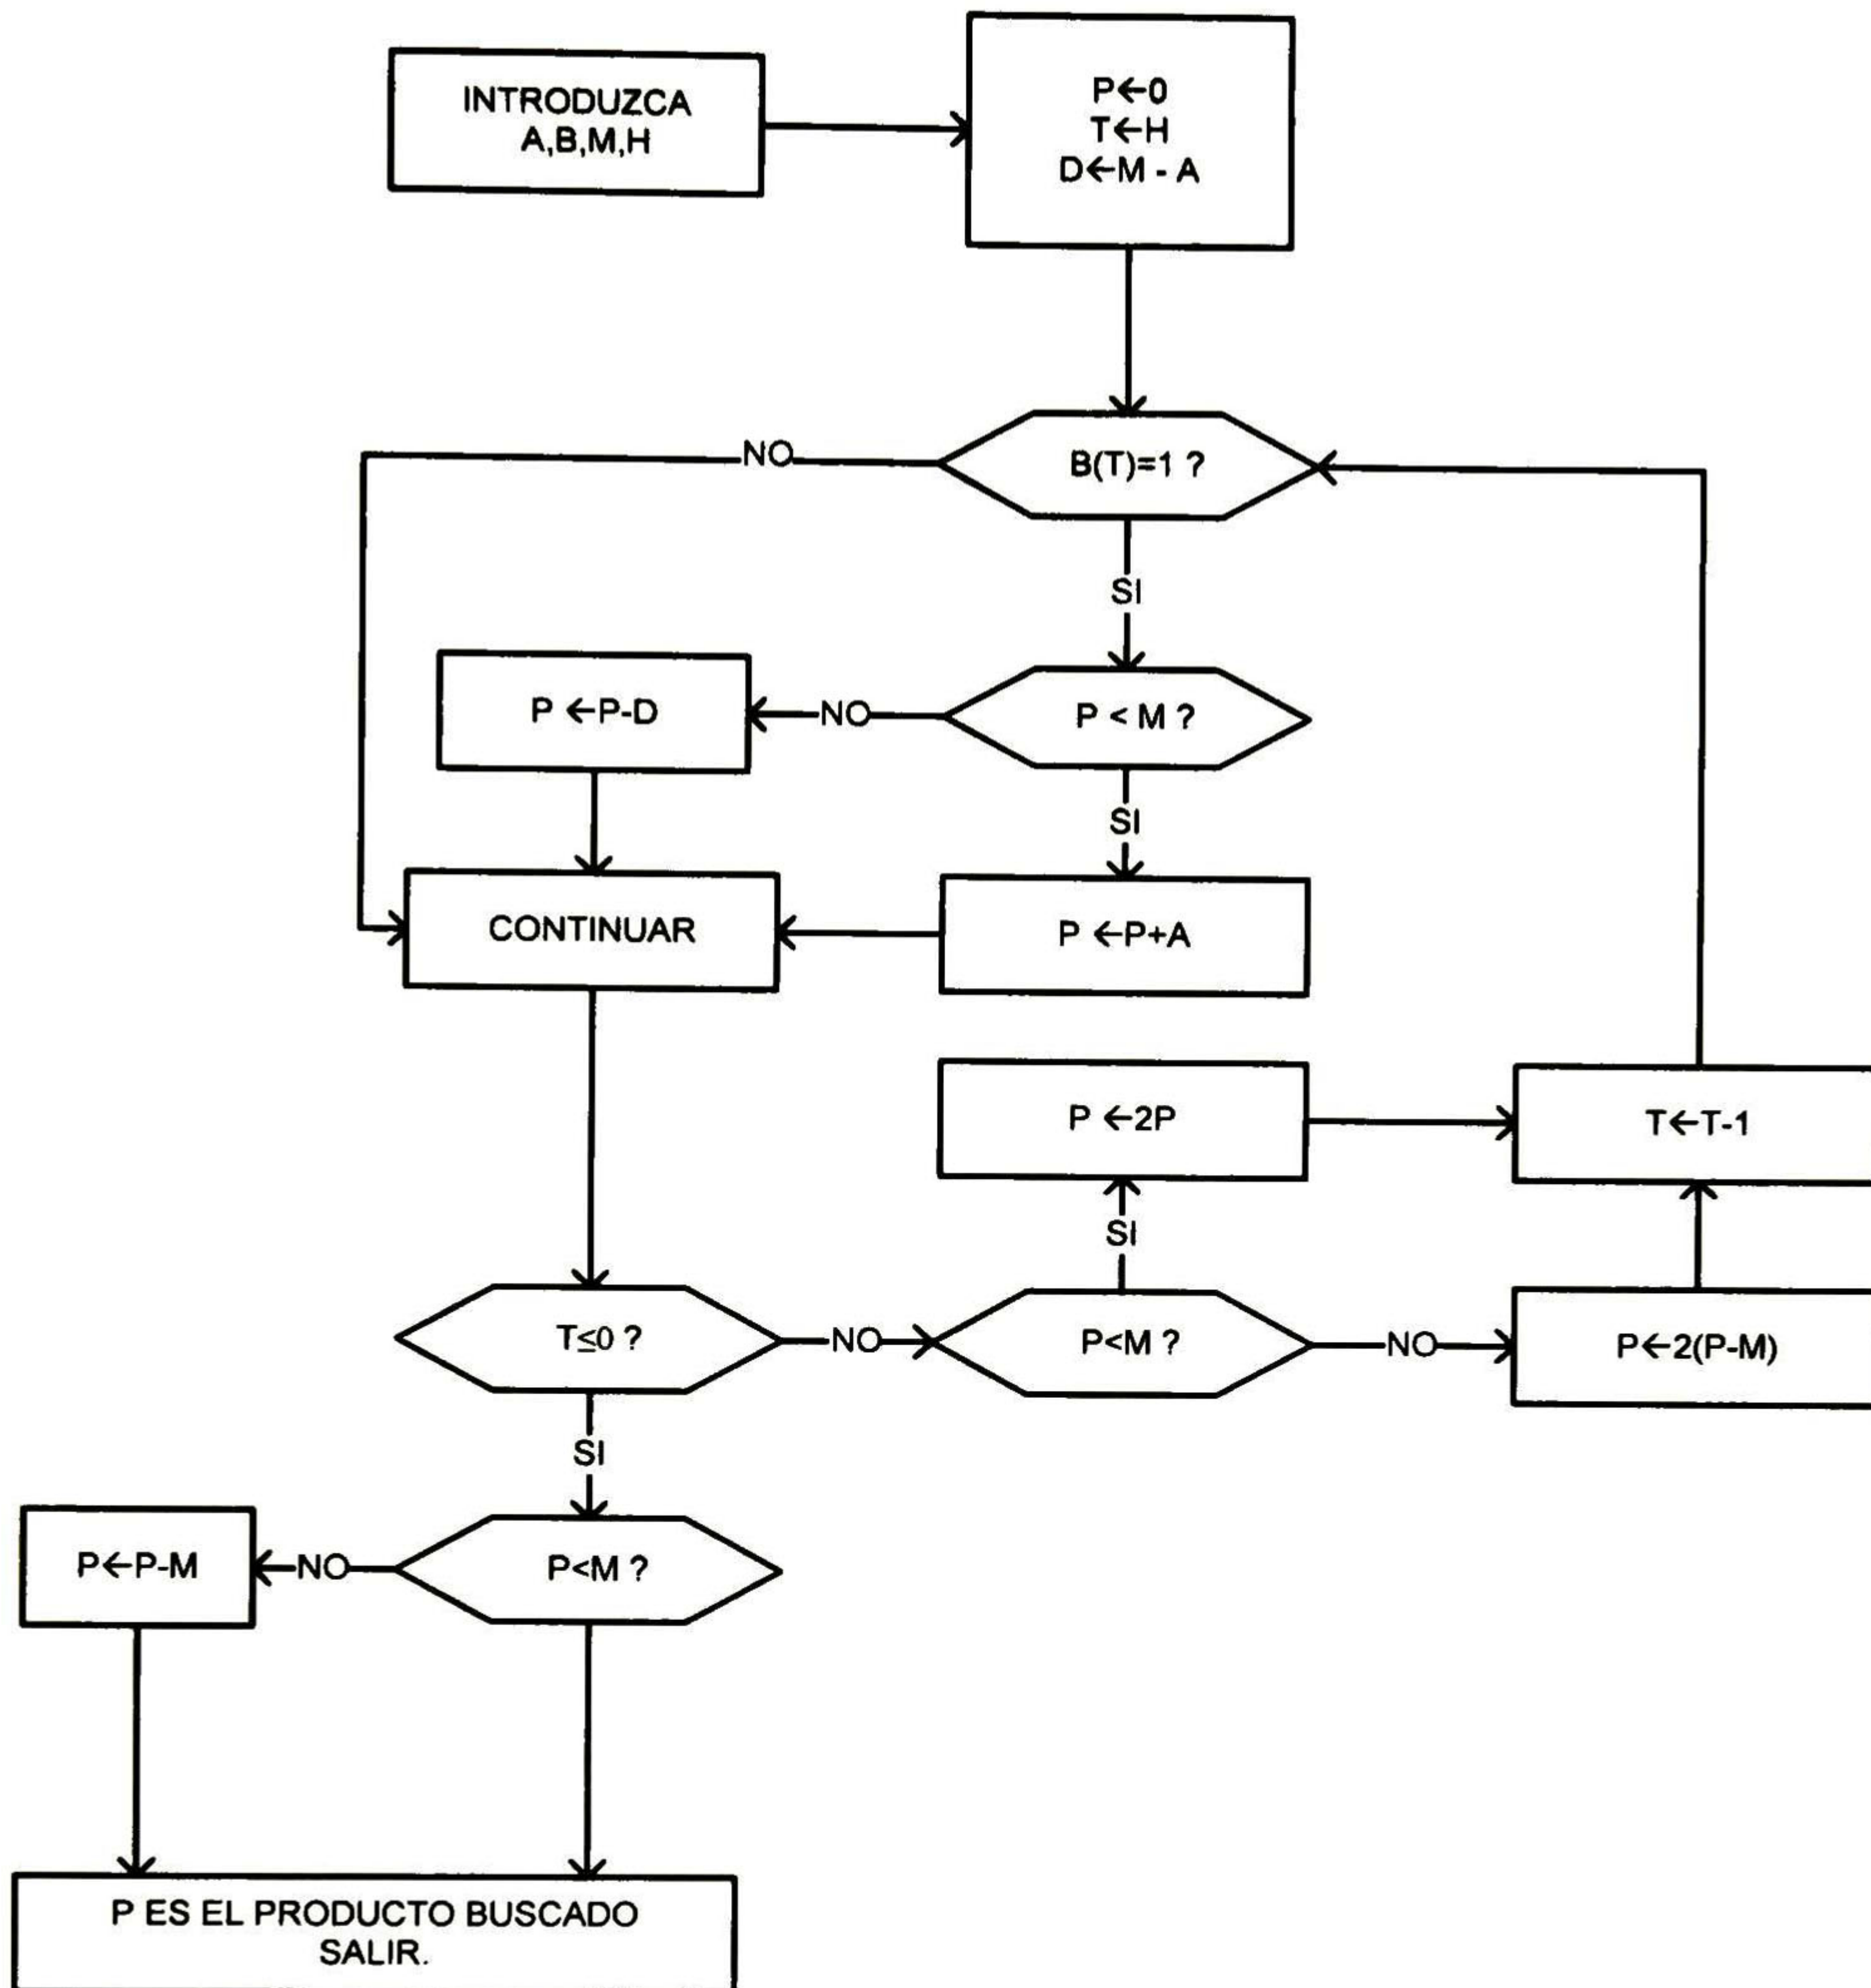 INTRODUZCA
A,B,M,H
P←0
T←H
D←M - A
B(T)=1 ?
NO
SI
P < M ?
NO
P ←P-D
SI
CONTINUAR
P ←P+A
P ←2P
T←T-1
SI
T≤0 ?
NO
P<M ?
NO
P←2(P-M)
SI
P<M ?
NO
P←P-M
P ES EL PRODUCTO BUSCADO
SALIR.